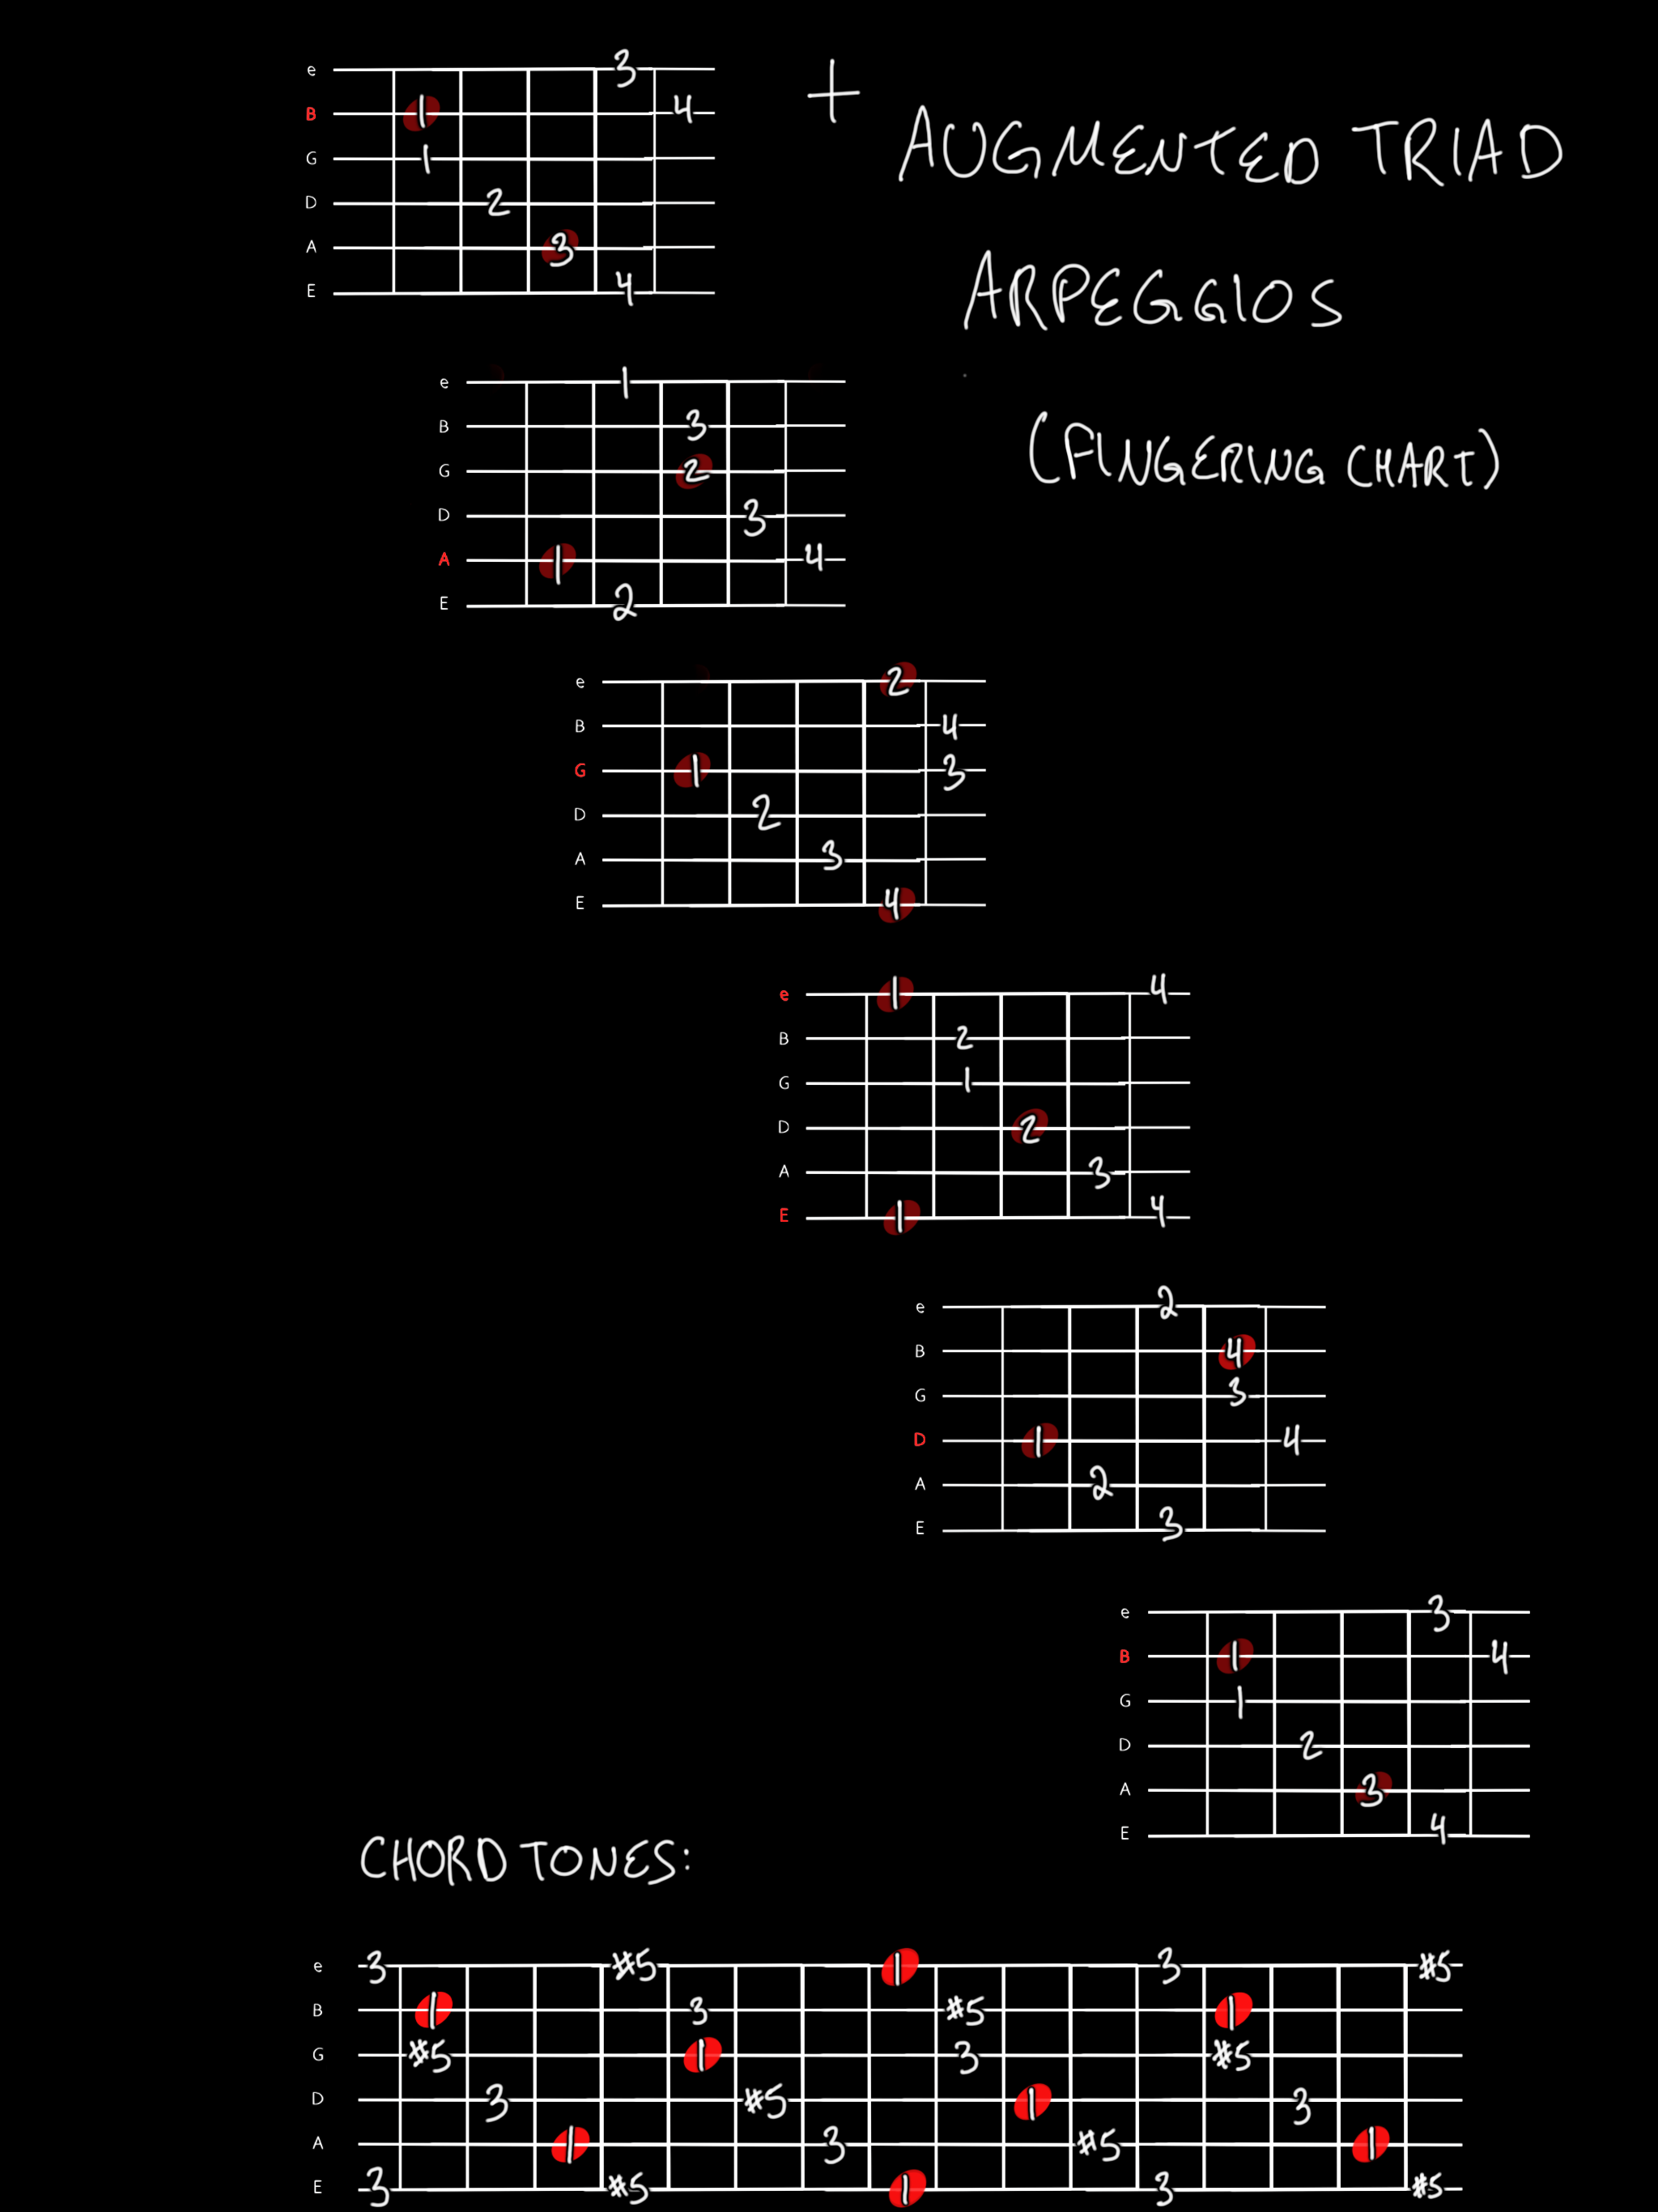 +
AUGMENTED TRIAD
ARPEGGIOS
(FINGERING CHART)
e 3
B 1 4
G 1
D 2
A 3
E 4
e 1
B 3
G 2
D 3
A 1 4
E 2
e 2
B 4
G 1 3
D 2
A 3
E 4
e 1 4
B 2
G 1
D 2
A 3
E 1 4
e 2
B 4
G 3
D 1 4
A 2
E 3
e 3
B 1 4
G 1
D 2
A 3
E 4
CHORD TONES:
e 3 #5 1 3 #5
B 1 3 #5 1
G #5 1 3 #5
D 3 #5 1 3
A 1 3 #5 1
E 3 #5 1 3 #5